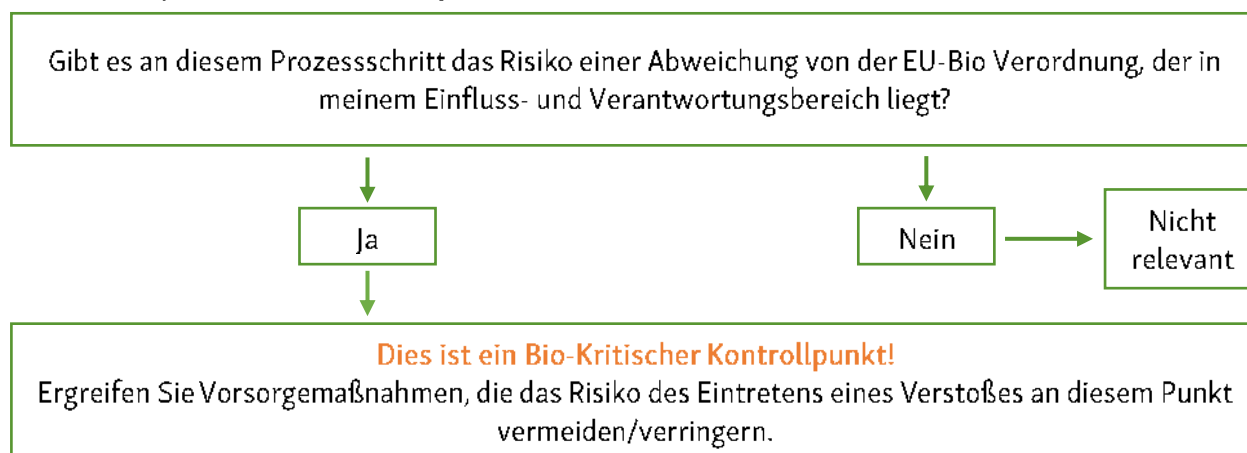 Gibt es an diesem Prozessschritt das Risiko einer Abweichung von der EU-Bio Verordnung, der in
meinem Einfluss- und Verantwortungsbereich liegt?
Ja
Nein
Nicht
relevant
Dies ist ein Bio-Kritischer Kontrollpunkt!
Ergreifen Sie Vorsorgemaßnahmen, die das Risiko des Eintretens eines Verstoßes an diesem Punkt
vermeiden/verringern.